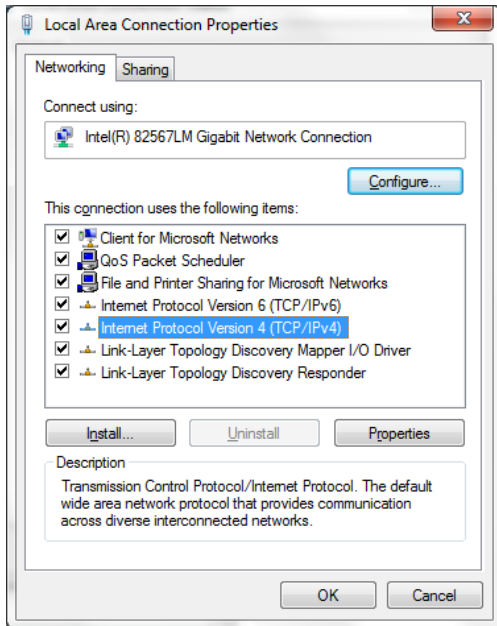 Local Area Connection Properties
Networking
Sharing
Connect using:
Intel(R) 82567LM Gigabit Network Connection
Configure...
This connection uses the following items:
Client for Microsoft Networks
QoS Packet Scheduler
File and Printer Sharing for Microsoft Networks
Internet Protocol Version 6 (TCP/IPv6)
Internet Protocol Version 4 (TCP/IPv4)
Link-Layer Topology Discovery Mapper I/O Driver
Link-Layer Topology Discovery Responder
Install...
Uninstall
Properties
Description
Transmission Control Protocol/Internet Protocol. The default
wide area network protocol that provides communication
across diverse interconnected networks.
OK
Cancel